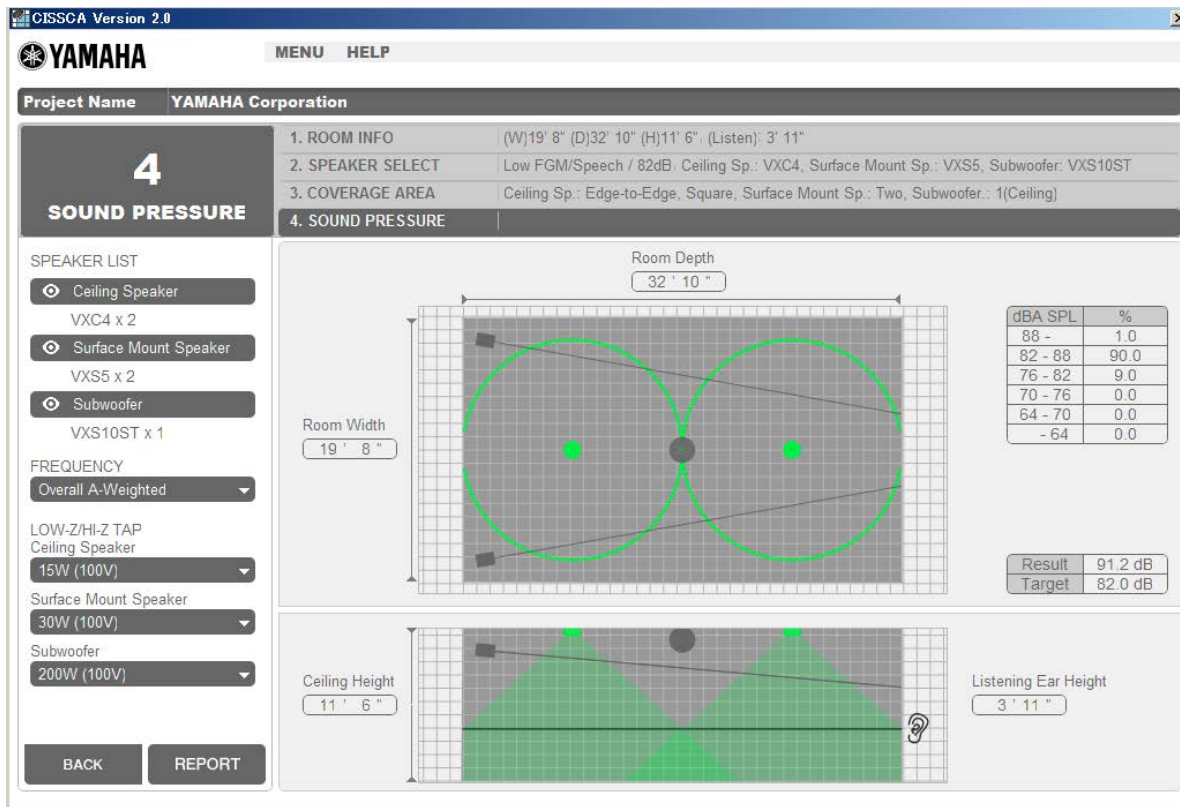 CISSCA Version 2.0
YAMAHA
MENU HELP
Project Name YAMAHA Corporation
4
SOUND PRESSURE
1. ROOM INFO (W)19' 8" (D)32' 10" (H)11' 6", (Listen): 3' 11"
2. SPEAKER SELECT Low FGM/Speech / 82dB, Ceiling Sp.: VXC4, Surface Mount Sp.: VXS5, Subwoofer: VXS10ST
3. COVERAGE AREA Ceiling Sp.: Edge-to-Edge, Square, Surface Mount Sp.: Two, Subwoofer.: 1(Ceiling)
4. SOUND PRESSURE
SPEAKER LIST
Ceiling Speaker
VXC4 x 2
Surface Mount Speaker
VXS5 x 2
Subwoofer
VXS10ST x 1
FREQUENCY
Overall A-Weighted
LOW-Z/HI-Z TAP
Ceiling Speaker
15W (100V)
Surface Mount Speaker
30W (100V)
Subwoofer
200W (100V)
BACK REPORT
Room Depth
32 ' 10 "
Room Width
19 ' 8 "
dBA SPL %
88 - 1.0
82 - 88 90.0
76 - 82 9.0
70 - 76 0.0
64 - 70 0.0
- 64 0.0
Result 91.2 dB
Target 82.0 dB
Ceiling Height
11 ' 6 "
Listening Ear Height
3 ' 11 "